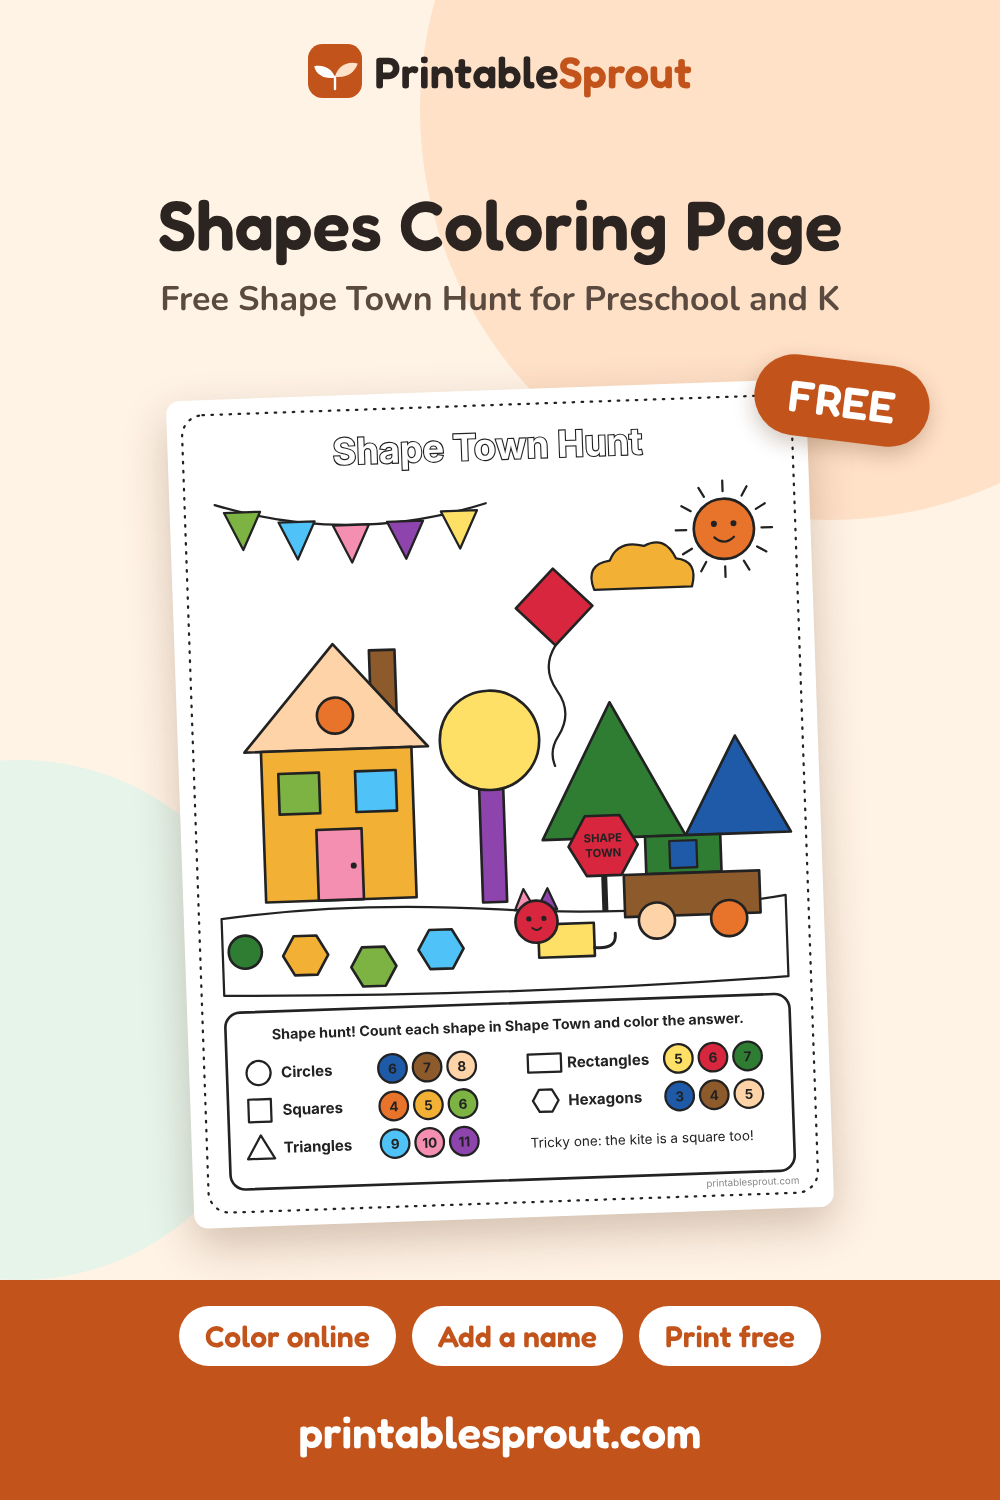 PrintableSprout
Shapes Coloring Page
Free Shape Town Hunt for Preschool and K
FREE
Shape Town Hunt
SHAPE
TOWN
Shape hunt! Count each shape in Shape Town and color the answer.
Circles 6 7 8
Rectangles 5 6 7
Squares 4 5 6
Hexagons 3 4 5
Triangles 9 10 11
Tricky one: the kite is a square too!
printablesprout.com
Color online
Add a name
Print free
printablesprout.com